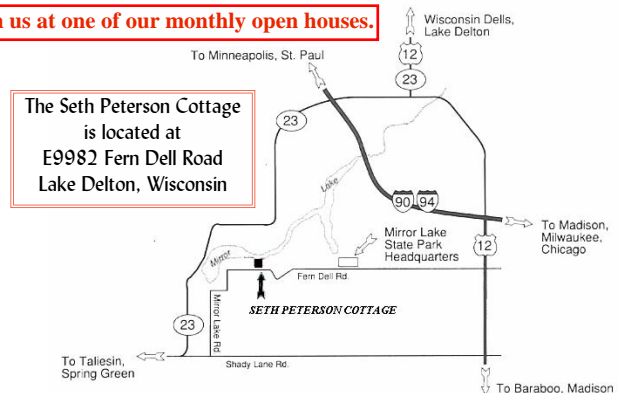 us at one of our monthly open houses.
Wisconsin Dells,
Lake Delton
12
23
To Minneapolis, St. Paul
The Seth Peterson Cottage
is located at
E9982 Fern Dell Road
Lake Delton, Wisconsin
23
Lake
90 94
To Madison,
Milwaukee,
Chicago
Mirror Lake
State Park
Headquarters
12
Mirror
Fern Dell Rd.
SETH PETERSON COTTAGE
Mirror Lake Rd.
23
To Taliesin,
Spring Green
Shady Lane Rd.
To Baraboo, Madison